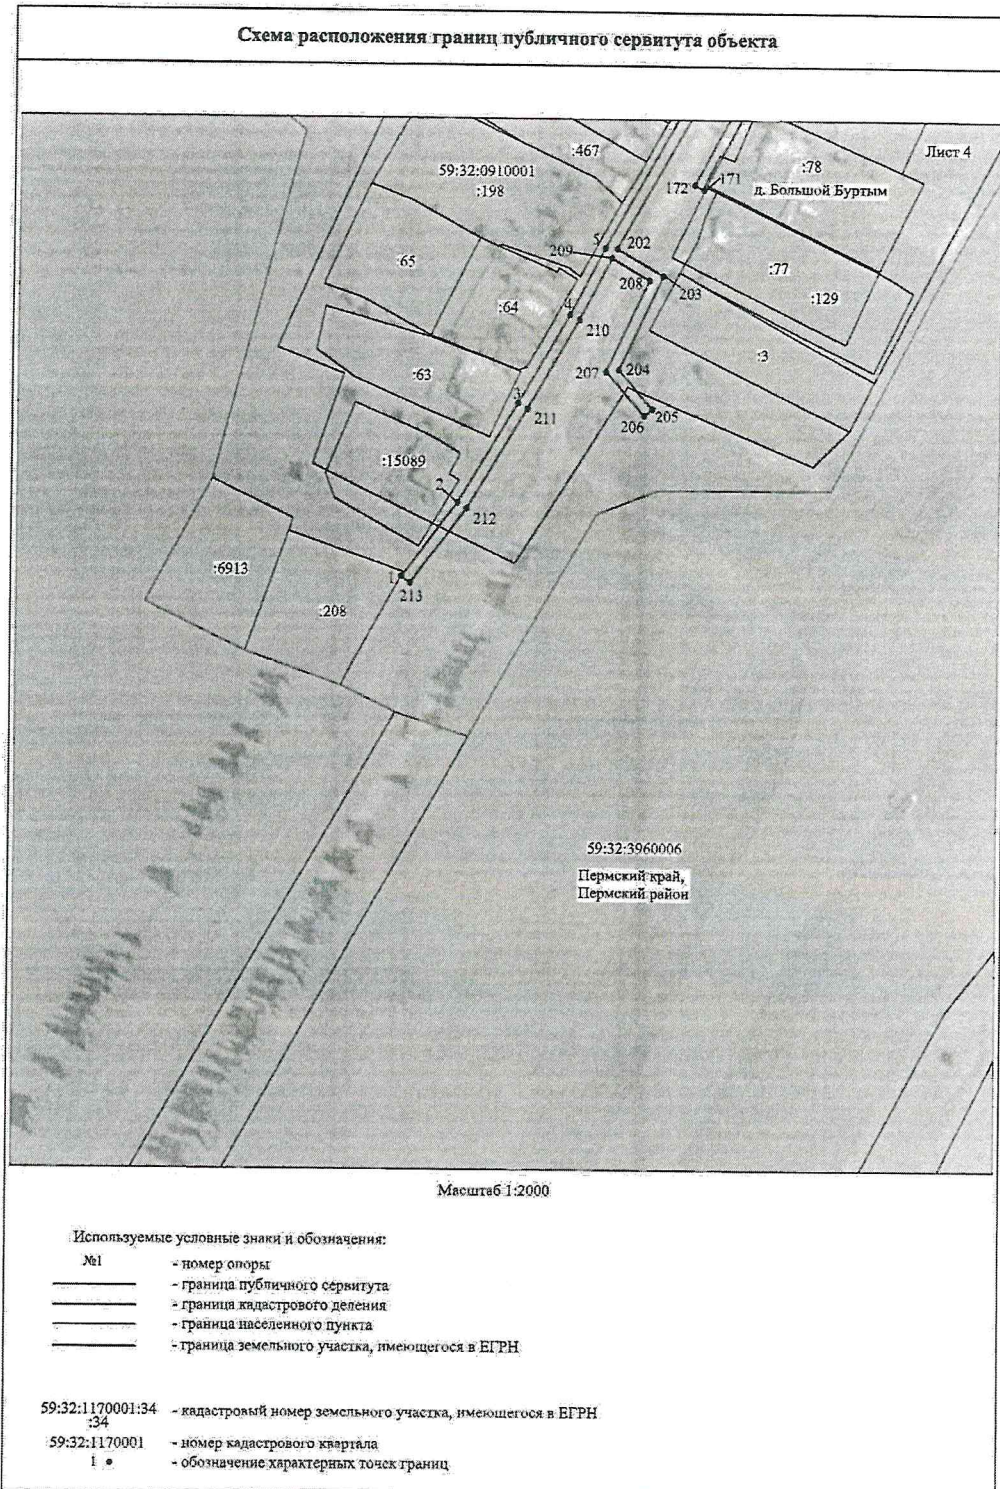 Схема расположения границ публичного сервитута объекта
Лист 4
:467
59:32:0910001
:198
:78
171
172
д. Большой Буртым
5
202
209
:65
208
203
:77
:129
:64
4
210
:3
:63
207
204
3
211
205
206
:15089
2
212
:6913
1
213
:208
59:32:3960006
Пермский край,
Пермский район
Масштаб 1:2000
Используемые условные знаки и обозначения:
№1 - номер опоры
- граница публичного сервитута
- граница кадастрового деления
- граница населенного пункта
- граница земельного участка, имеющегося в ЕГРН
59:32:1170001:34 - кадастровый номер земельного участка, имеющегося в ЕГРН
:34
59:32:1170001 - номер кадастрового квартала
1 • - обозначение характерных точек границ